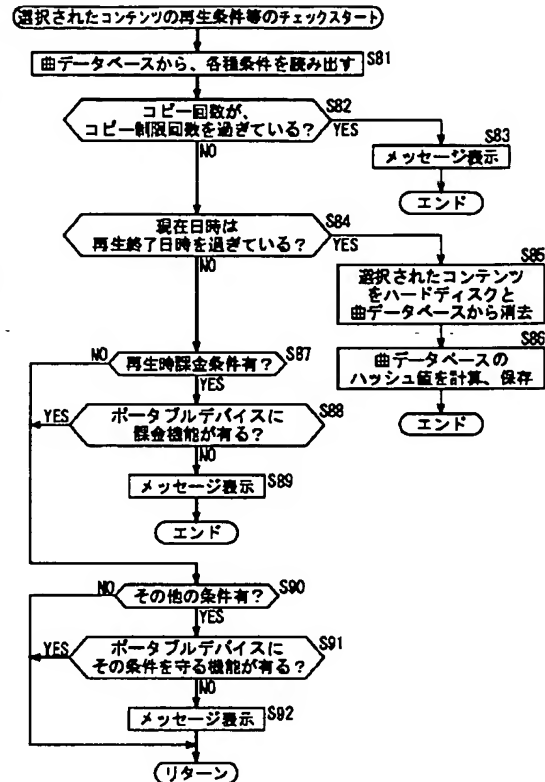 選択されたコンテンツの再生条件等のチェックスタート
曲データベースから、各種条件を読み出す
S81
コピー回数が、
コピー制限回数を過ぎている?
S82
YES
NO
メッセージ表示
S83
エンド
現在日時は
再生終了日時を過ぎている?
S84
YES
NO
選択されたコンテンツ
をハードディスクと
曲データベースから消去
S85
曲データベースの
ハッシュ値を計算、保存
S86
エンド
再生時課金条件有?
S87
NO
YES
ポータブルデバイスに
課金機能が有る?
S88
YES
NO
メッセージ表示
S89
エンド
その他の条件有?
S90
NO
YES
ポータブルデバイスに
その条件を守る機能が有る?
S91
YES
NO
メッセージ表示
S92
リターン